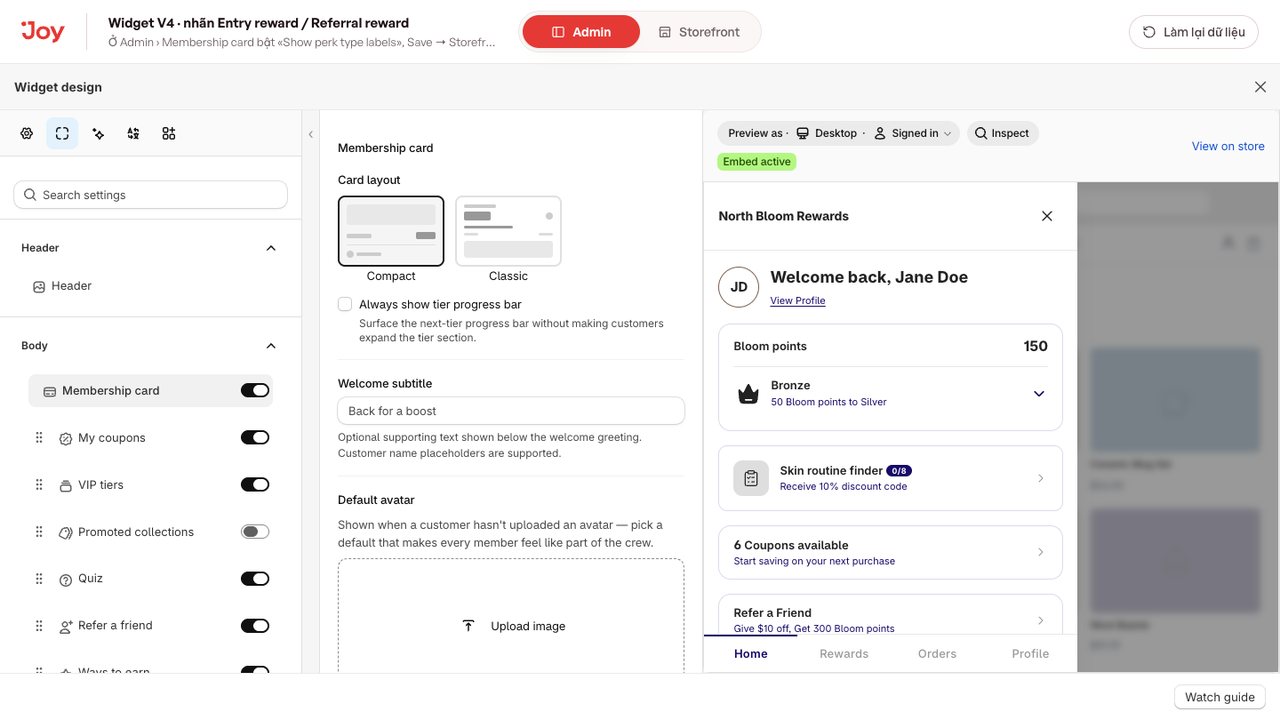 Joy
Widget V4 · nhãn Entry reward / Referral reward
Ở Admin › Membership card bật «Show perk type labels», Save → Storefr...
Admin
Storefront
Làm lại dữ liệu
Widget design
Search settings
Header
Header
Body
Membership card
My coupons
VIP tiers
Promoted collections
Quiz
Refer a friend
Ways to earn
Membership card
Card layout
Compact
Classic
Always show tier progress bar
Surface the next-tier progress bar without making customers
expand the tier section.
Welcome subtitle
Back for a boost
Optional supporting text shown below the welcome greeting.
Customer name placeholders are supported.
Default avatar
Shown when a customer hasn't uploaded an avatar — pick a
default that makes every member feel like part of the crew.
Upload image
Preview as · Desktop · Signed in
Inspect
Embed active
View on store
North Bloom Rewards
JD
Welcome back, Jane Doe
View Profile
Bloom points 150
Bronze
50 Bloom points to Silver
Skin routine finder 0/8
Receive 10% discount code
6 Coupons available
Start saving on your next purchase
Refer a Friend
Give $10 off, Get 300 Bloom points
Home
Rewards
Orders
Profile
Watch guide